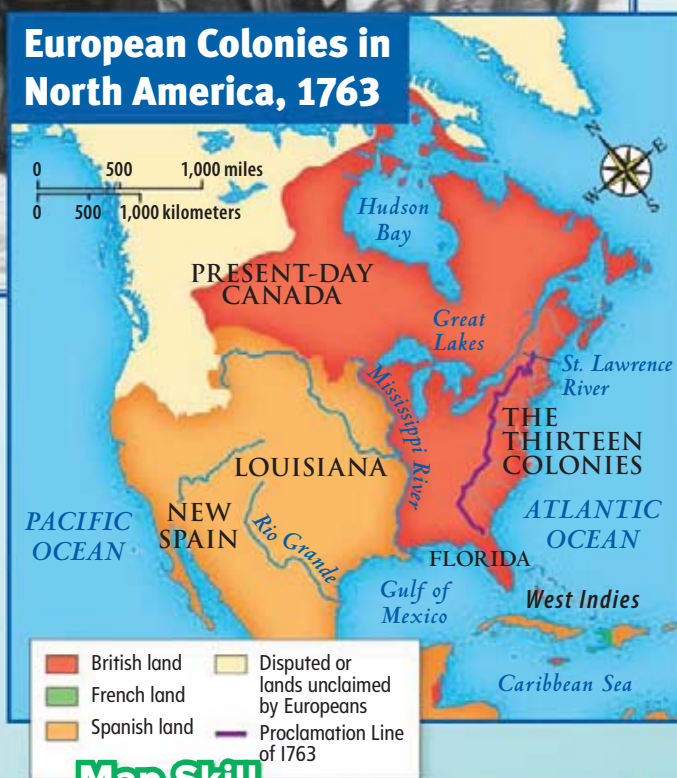 European Colonies in
North America, 1763
0 500 1,000 miles
0 500 1,000 kilometers
N
E
W
S
Hudson
Bay
PRESENT-DAY
CANADA
Great
Lakes
St. Lawrence
River
Mississippi River
THE
THIRTEEN
COLONIES
LOUISIANA
NEW
SPAIN
Rio Grande
PACIFIC
OCEAN
ATLANTIC
OCEAN
FLORIDA
Gulf of
Mexico
West Indies
Caribbean Sea
British land
French land
Spanish land
Disputed or
lands unclaimed
by Europeans
Proclamation Line
of 1763
Map Skill